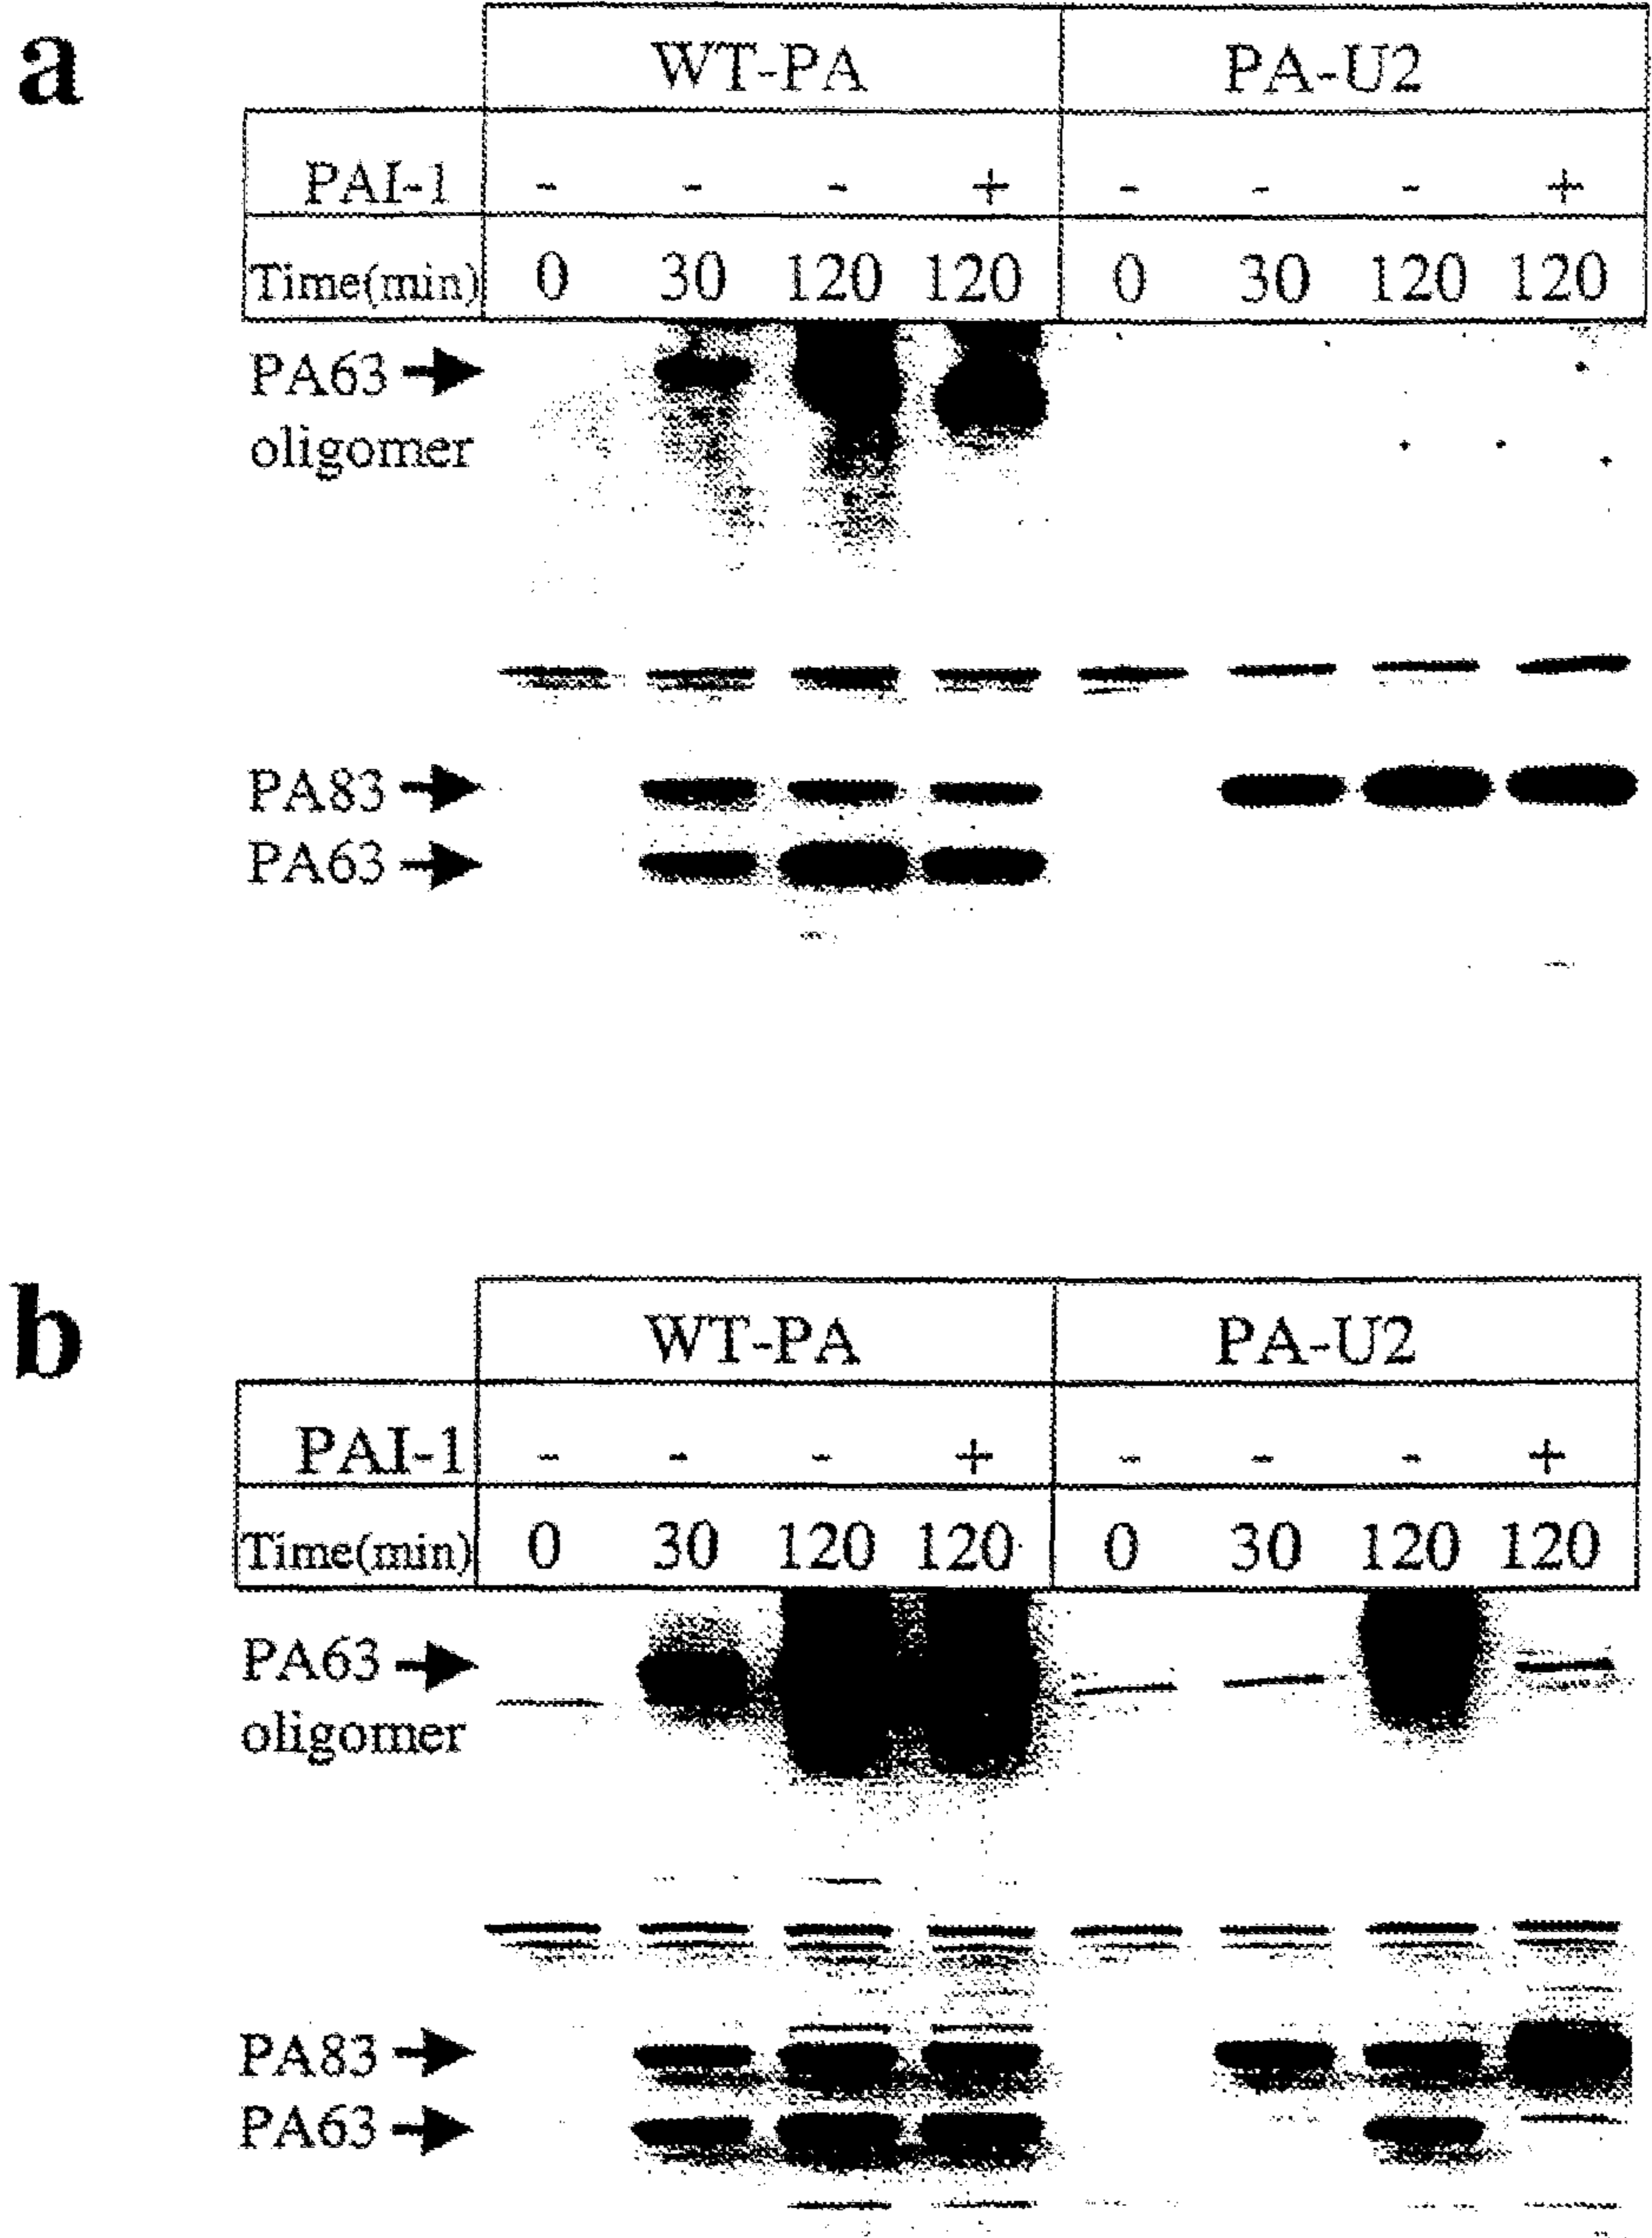 a
WT-PA PA-U2
PAI-1 - - - + - - - +
Time(min) 0 30 120 120 0 30 120 120
PA63
oligomer
PA83
PA63
b
WT-PA PA-U2
PAI-1 - - - + - - - +
Time(min) 0 30 120 120 0 30 120 120
PA63
oligomer
PA83
PA63